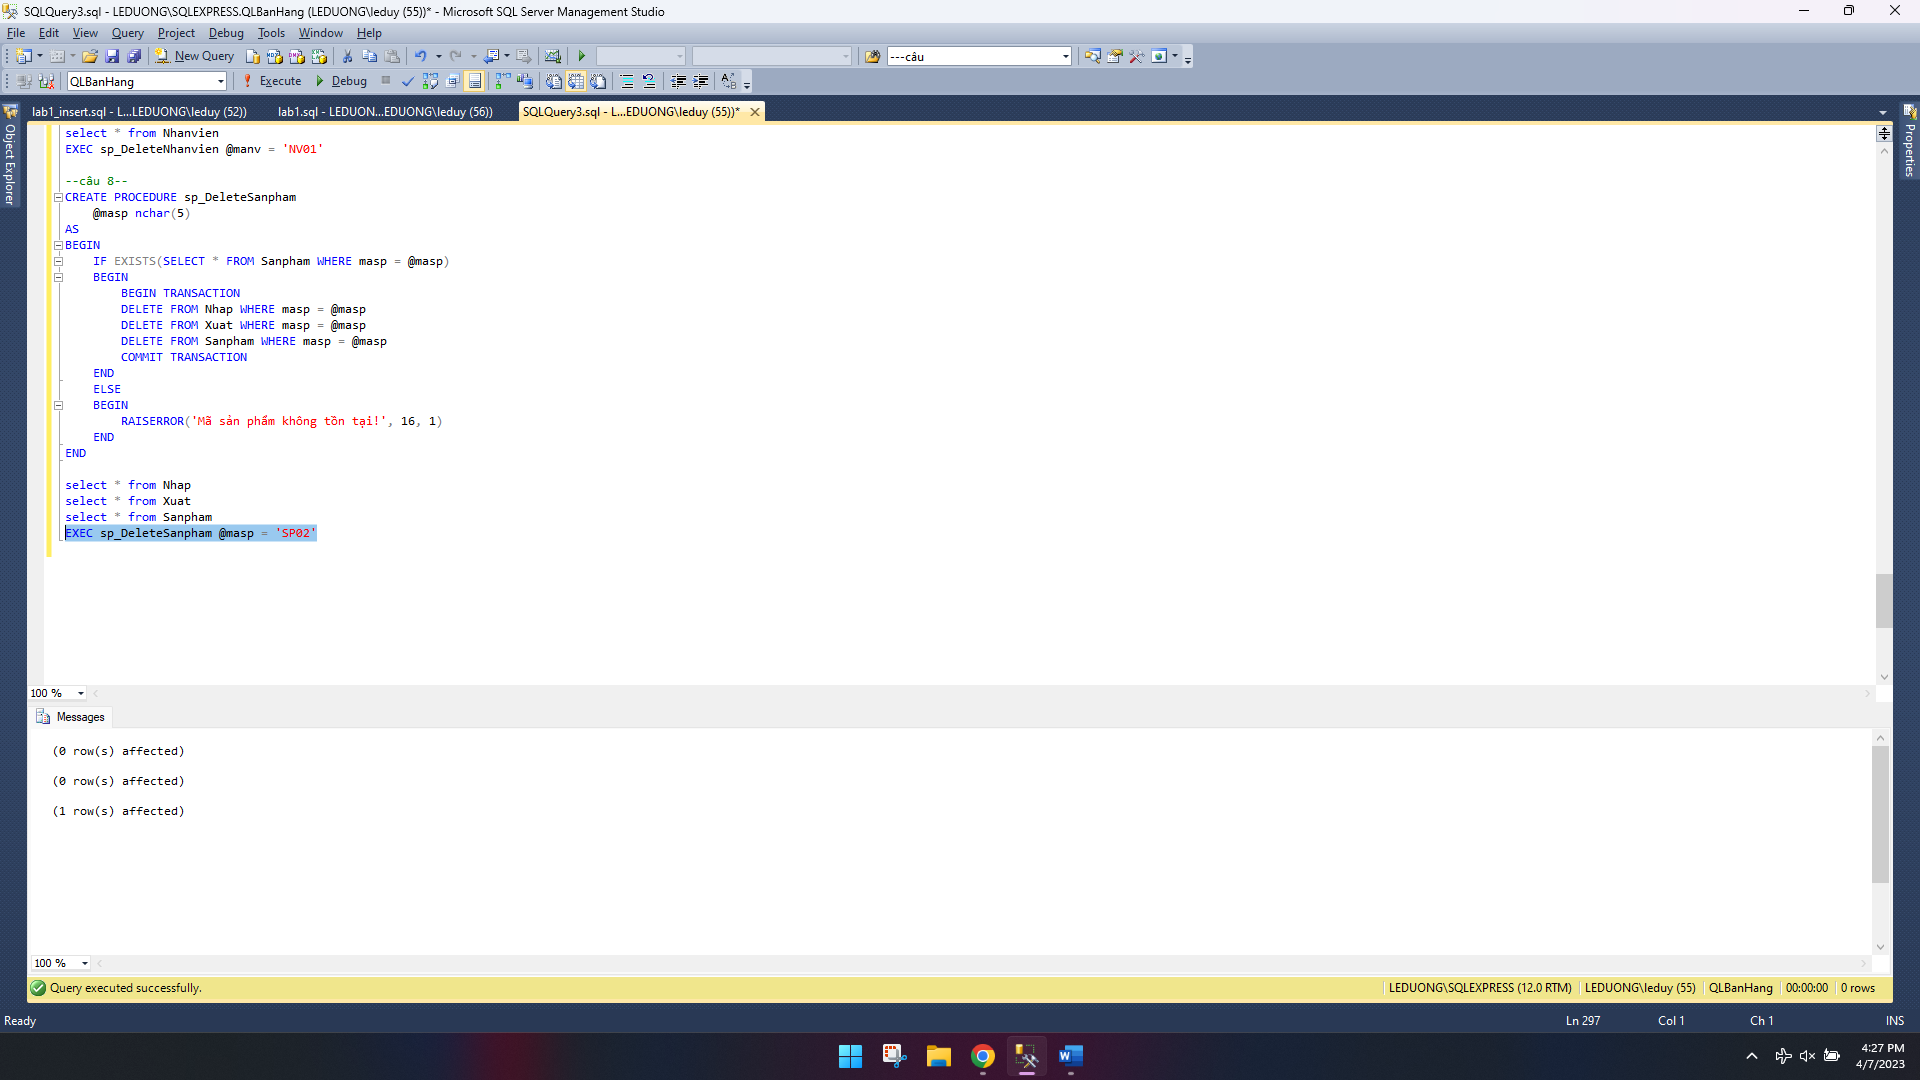 SQLQuery3.sql - LEDUONG\SQLEXPRESS.QLBanHang (LEDUONG\leduy (55))* - Microsoft SQL Server Management Studio
File Edit View Query Project Debug Tools Window Help
New Query ---câu
QLBanHang Execute Debug
lab1_insert.sql - L...LEDUONG\leduy (52)) lab1.sql - LEDUON...EDUONG\leduy (56)) SQLQuery3.sql - L...EDUONG\leduy (55))*
Object Explorer
Properties
select * from Nhanvien
EXEC sp_DeleteNhanvien @manv = 'NV01'
--câu 8--
CREATE PROCEDURE sp_DeleteSanpham
@masp nchar(5)
AS
BEGIN
IF EXISTS(SELECT * FROM Sanpham WHERE masp = @masp)
BEGIN
BEGIN TRANSACTION
DELETE FROM Nhap WHERE masp = @masp
DELETE FROM Xuat WHERE masp = @masp
DELETE FROM Sanpham WHERE masp = @masp
COMMIT TRANSACTION
END
ELSE
BEGIN
RAISERROR('Mã sản phẩm không tồn tại!', 16, 1)
END
END
select * from Nhap
select * from Xuat
select * from Sanpham
EXEC sp_DeleteSanpham @masp = 'SP02'
100 %
Messages
(0 row(s) affected)
(0 row(s) affected)
(1 row(s) affected)
100 %
Query executed successfully. LEDUONG\SQLEXPRESS (12.0 RTM) LEDUONG\leduy (55) QLBanHang 00:00:00 0 rows
Ready Ln 297 Col 1 Ch 1 INS
4:27 PM
4/7/2023